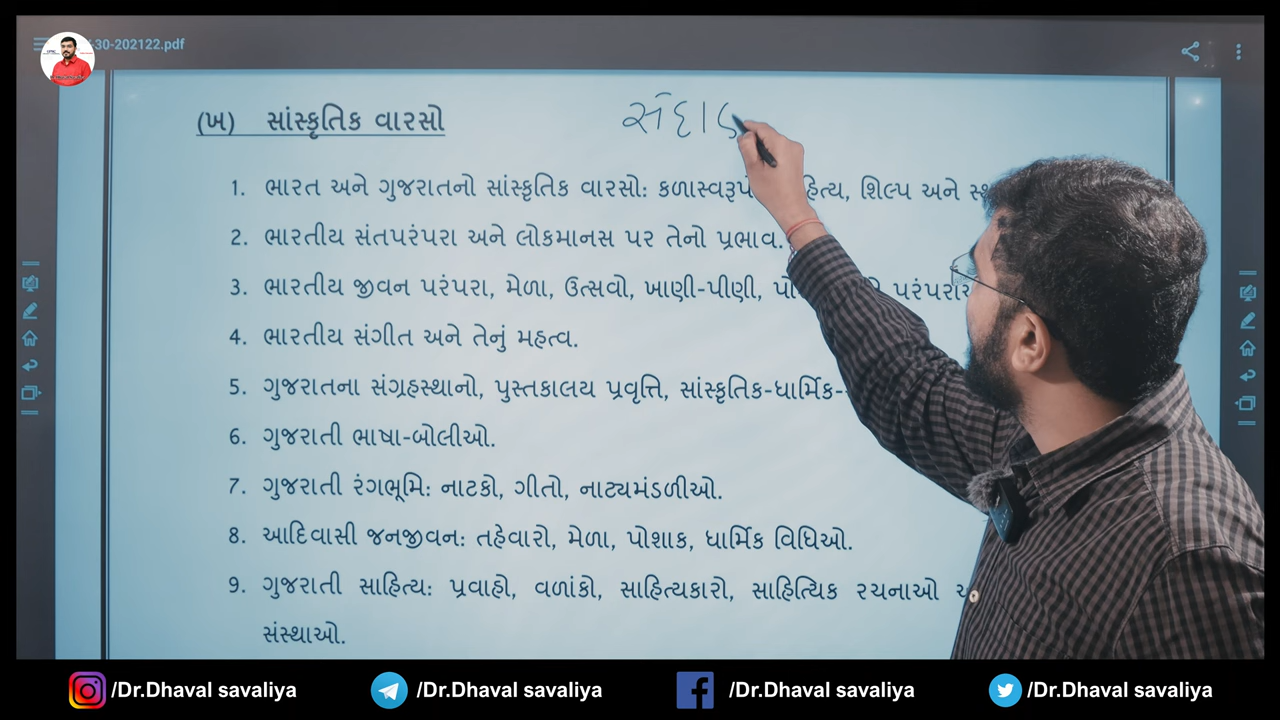 30-202122.pdf
(ખ) સાંસ્કૃતિક વારસો
1. ભારત અને ગુજરાતનો સાંસ્કૃતિક વારસો: શિલ્પ અને
2. ભારતીય સંતપરંપરા અને લોકમાનસ પર તેનો પ્રભાવ.
3. ભારતીય જીવન પરંપરા, મેળા, ઉત્સવો, ખાણી-પીણી,
4. ભારતીય સંગીત અને તેનું મહત્વ.
5. ગુજરાતના સંગ્રહસ્થાનો, પુસ્તકાલય પ્રવૃત્તિ, સાંસ્કૃતિક-ધાર્મિક-
6. ગુજરાતી ભાષા-બોલીઓ.
7. ગુજરાતી રંગભૂમિ: નાટકો, ગીતો, નાટ્યમંડળીઓ.
8. આદિવાસી જનજીવન: તહેવારો, મેળા, પોશાક, ધાર્મિક વિધિઓ.
9. ગુજરાતી સાહિત્ય: પ્રવાહો, વળાંકો, સાહિત્યકારો, સાહિત્યિક રચનાઓ
સંસ્થાઓ.
/Dr.Dhaval savaliya /Dr.Dhaval savaliya /Dr.Dhaval savaliya /Dr.Dhaval savaliya